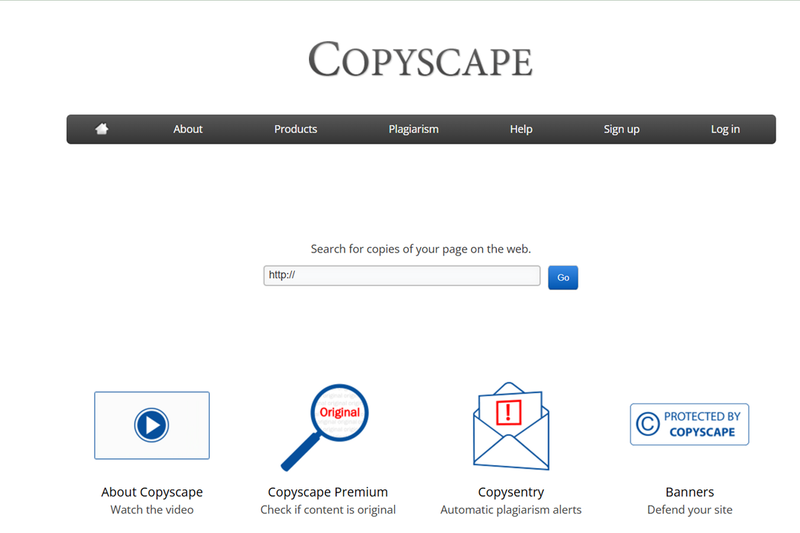 COPYSCAPE
About Products Plagiarism Help Sign up Log in
Search for copies of your page on the web.
http:// Go
Original
!
© PROTECTED BY
COPYSCAPE
About Copyscape Copyscape Premium Copysentry Banners
Watch the video Check if content is original Automatic plagiarism alerts Defend your site